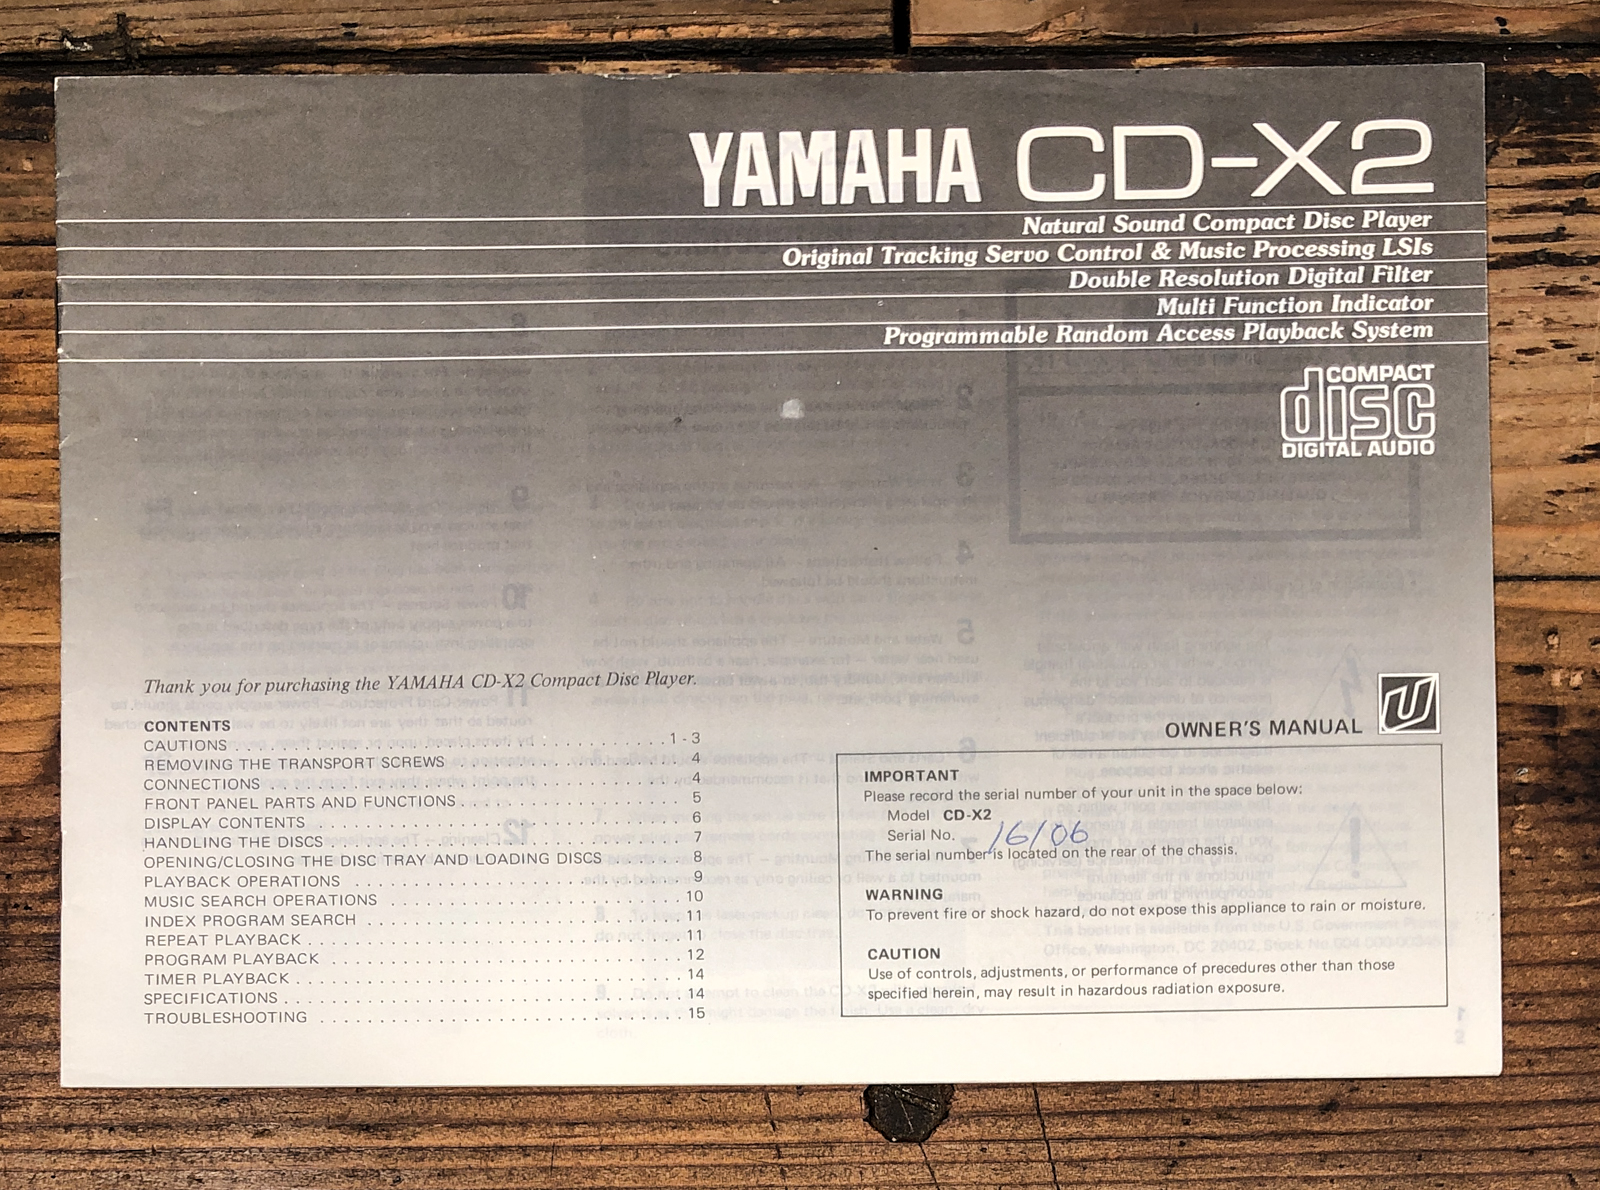 YAMAHA CD-X2
Natural Sound Compact Disc Player
Original Tracking Servo Control & Music Processing LSIs
Double Resolution Digital Filter
Multi Function Indicator
Programmable Random Access Playback System
COMPACT
disc
DIGITAL AUDIO
Thank you for purchasing the YAMAHA CD-X2 Compact Disc Player.
CONTENTS
CAUTIONS . . . . . . . . . . 1 - 3
REMOVING THE TRANSPORT SCREWS . . . . . . . . . . 4
CONNECTIONS . . . . . . . . . . 4
FRONT PANEL PARTS AND FUNCTIONS . . . . . . . . . . 5
DISPLAY CONTENTS . . . . . . . . . . 6
HANDLING THE DISCS . . . . . . . . . . 7
OPENING/CLOSING THE DISC TRAY AND LOADING DISCS . . . . . . . . . . 8
PLAYBACK OPERATIONS . . . . . . . . . . 9
MUSIC SEARCH OPERATIONS . . . . . . . . . . 10
INDEX PROGRAM SEARCH . . . . . . . . . . 11
REPEAT PLAYBACK . . . . . . . . . . 11
PROGRAM PLAYBACK . . . . . . . . . . 12
TIMER PLAYBACK . . . . . . . . . . 14
SPECIFICATIONS . . . . . . . . . . 14
TROUBLESHOOTING . . . . . . . . . . 15
OWNER'S MANUAL U
IMPORTANT
Please record the serial number of your unit in the space below:
Model CD-X2
Serial No. 16106
The serial number is located on the rear of the chassis.
WARNING
To prevent fire or shock hazard, do not expose this appliance to rain or moisture.
CAUTION
Use of controls, adjustments, or performance of procedures other than those
specified herein, may result in hazardous radiation exposure.